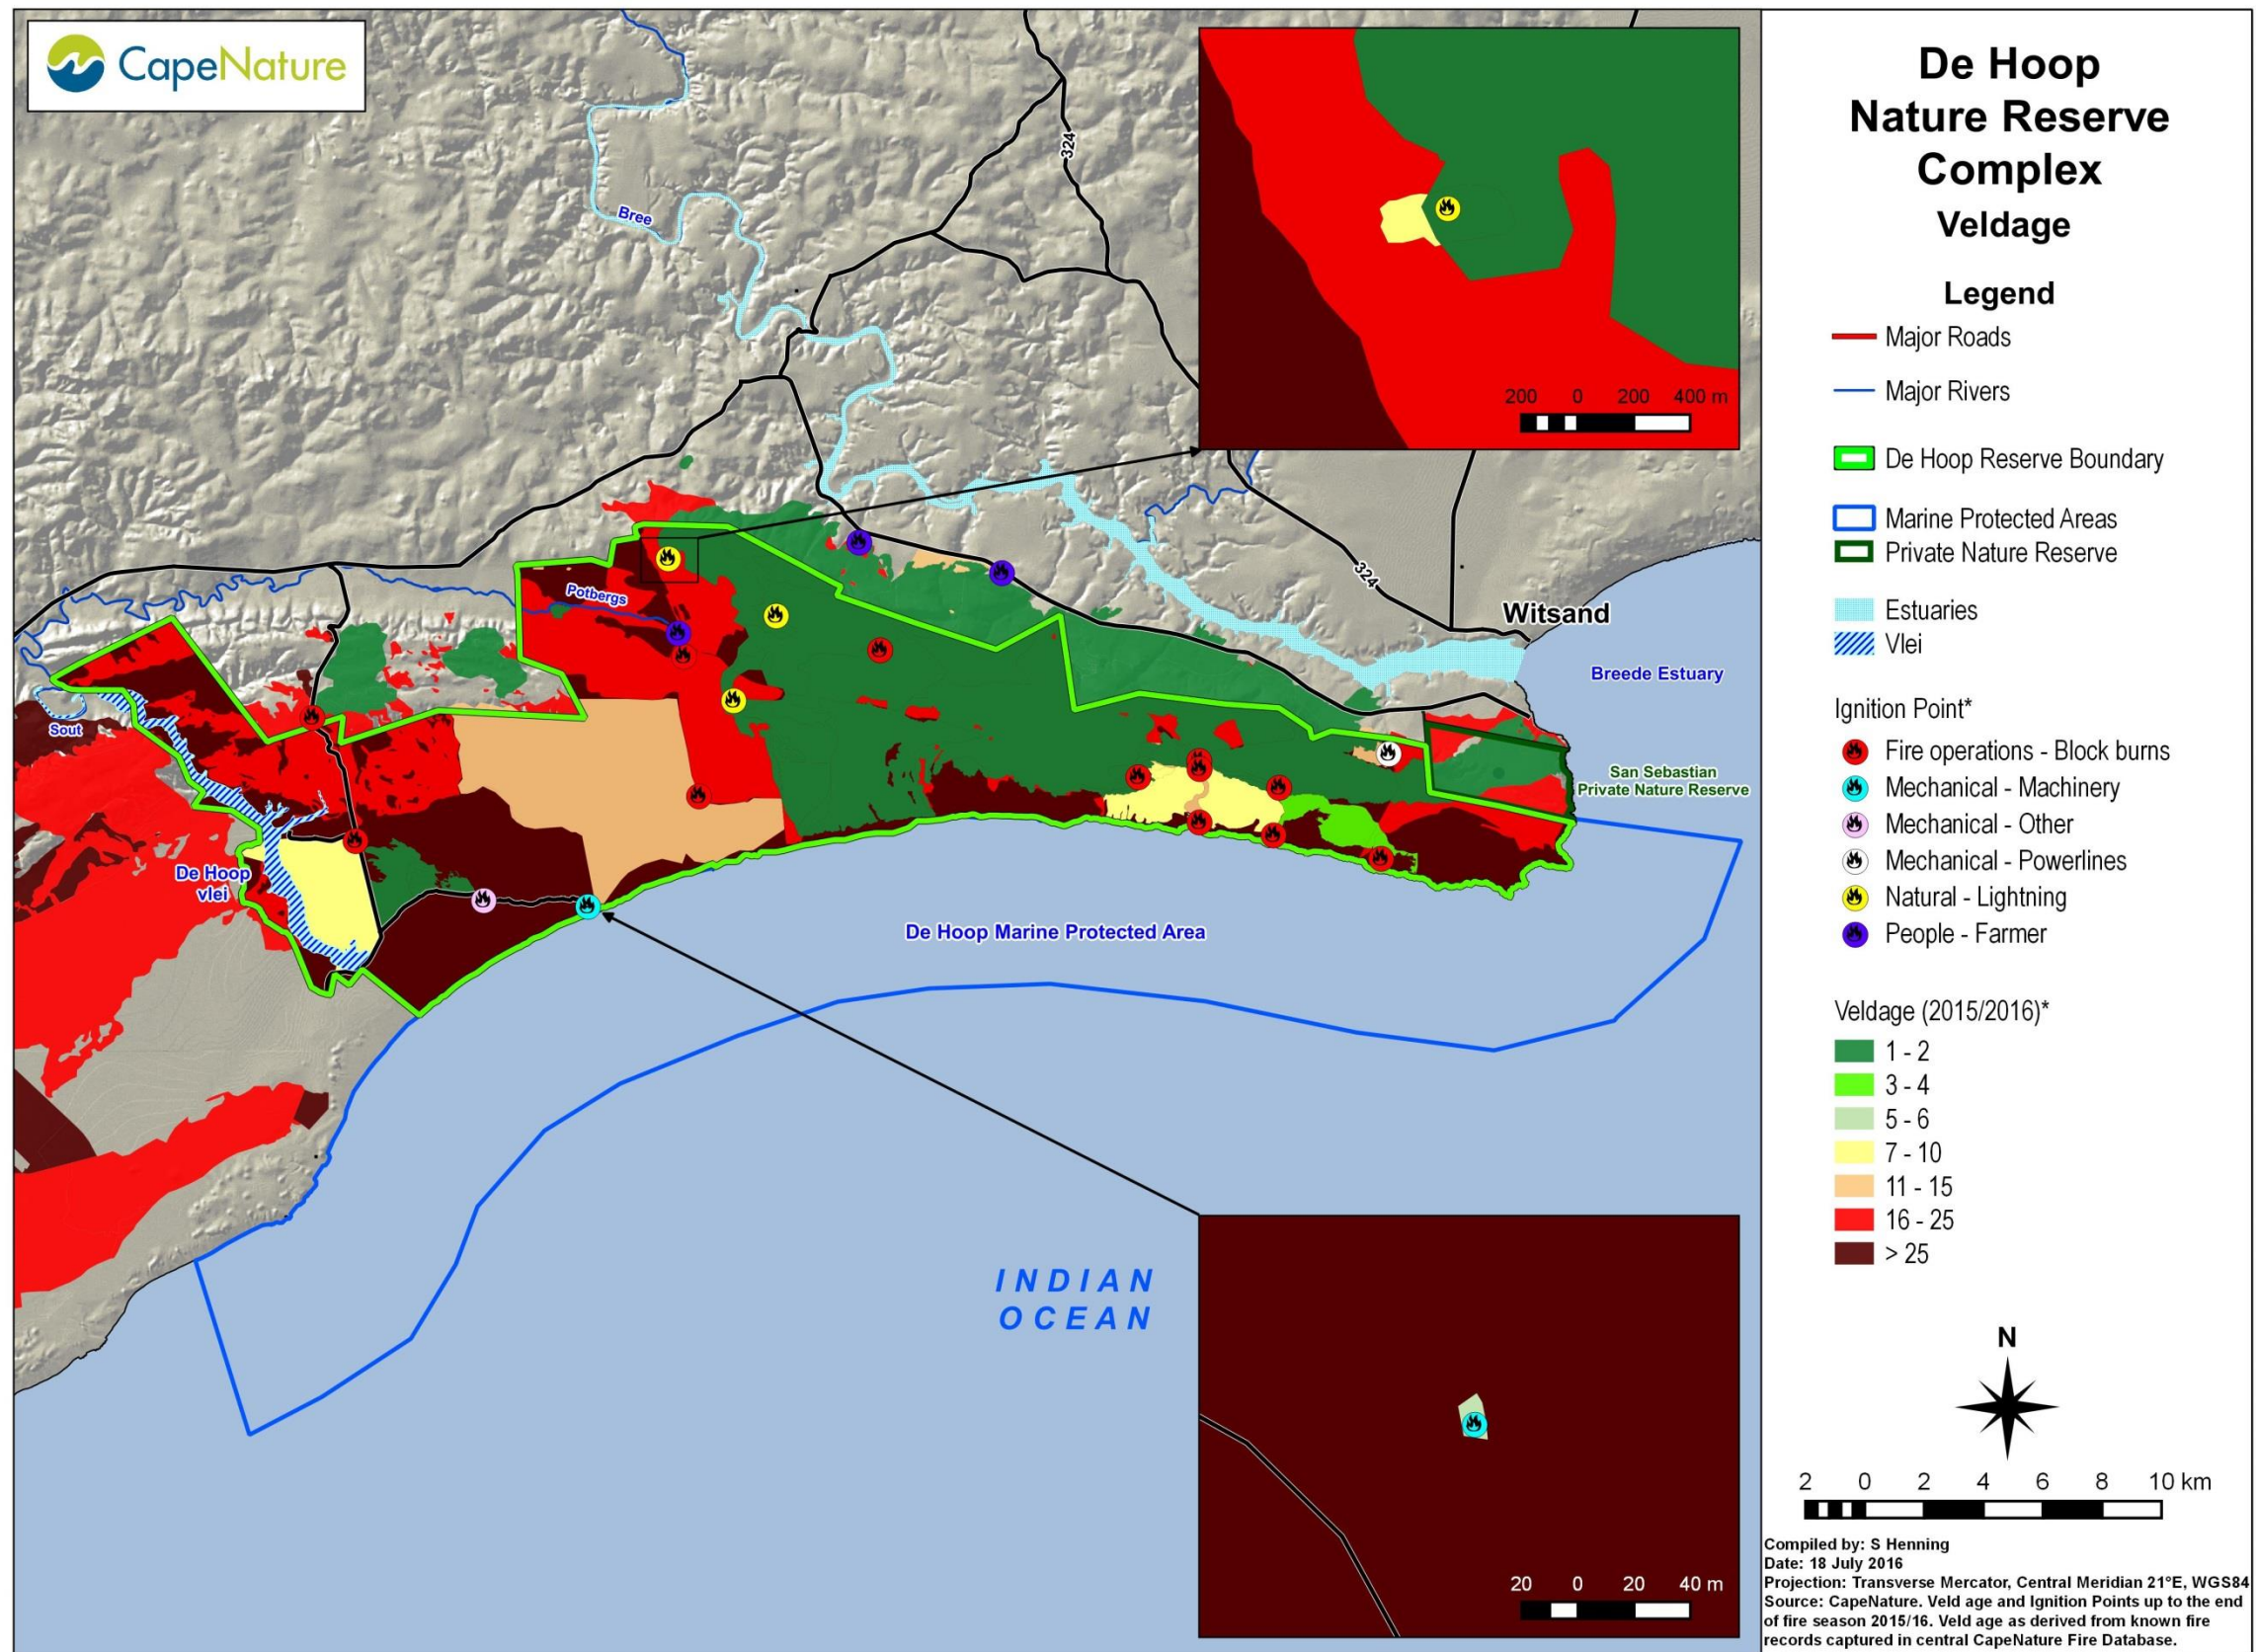 CapeNature
De Hoop
Nature Reserve
Complex
Veldage
Legend
Major Roads
Major Rivers
De Hoop Reserve Boundary
Marine Protected Areas
Private Nature Reserve
Estuaries
Vlei
Ignition Point*
Fire operations - Block burns
Mechanical - Machinery
Mechanical - Other
Mechanical - Powerlines
Natural - Lightning
People - Farmer
Veldage (2015/2016)*
1 - 2
3 - 4
5 - 6
7 - 10
11 - 15
16 - 25
> 25
N
2 0 2 4 6 8 10 km
Compiled by: S Henning
Date: 18 July 2016
Projection: Transverse Mercator, Central Meridian 21°E, WGS84
Source: CapeNature. Veld age and Ignition Points up to the end
of fire season 2015/16. Veld age as derived from known fire
records captured in central CapeNature Fire Database.
324
Bree
200 0 200 400 m
324
Potbergs
Witsand
Breede Estuary
Sout
San Sebastian
Private Nature Reserve
De Hoop
vlei
De Hoop Marine Protected Area
INDIAN
OCEAN
20 0 20 40 m